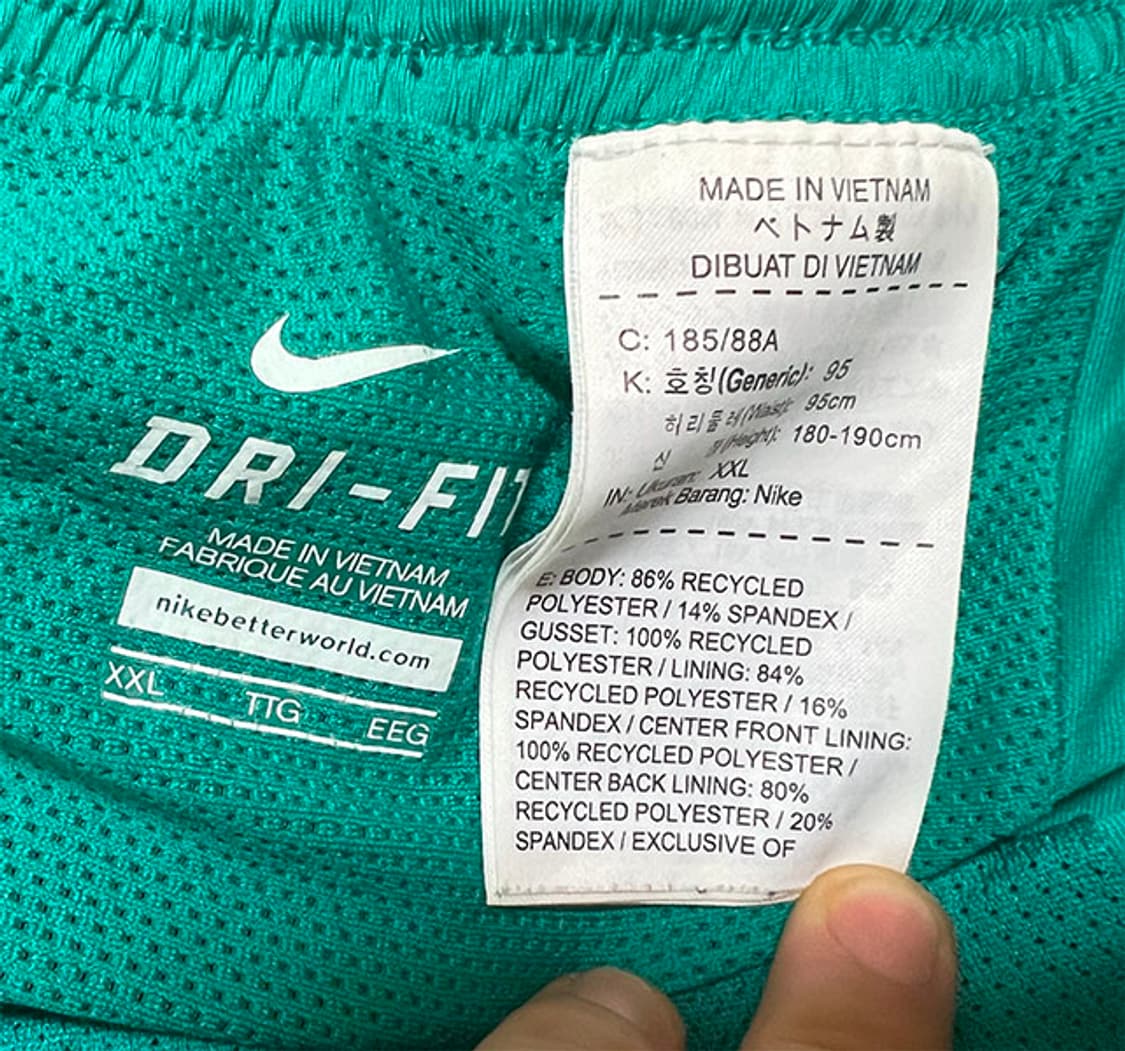 DRI-FIT
MADE IN VIETNAM
FABRIQUE AU VIETNAM
nikebetterworld.com
XXL TTG EEG
MADE IN VIETNAM
ベトナム製
DIBUAT DI VIETNAM
C: 185/88A
K: 호칭(Generic): 95
허리둘레(Waist): 95cm
신 (Height): 180-190cm
IN: Ukuran: XXL
Merek Barang: Nike
E: BODY: 86% RECYCLED
POLYESTER / 14% SPANDEX /
GUSSET: 100% RECYCLED
POLYESTER / LINING: 84%
RECYCLED POLYESTER / 16%
SPANDEX / CENTER FRONT LINING:
100% RECYCLED POLYESTER /
CENTER BACK LINING: 80%
RECYCLED POLYESTER / 20%
SPANDEX / EXCLUSIVE OF